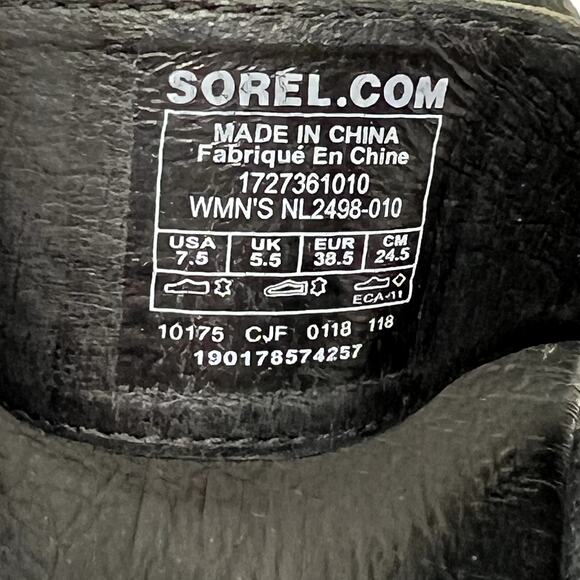 SOREL.COM
MADE IN CHINA
Fabriqué En Chine
1727361010
WMN'S NL2498-010
USA UK EUR CM
7.5 5.5 38.5 24.5
ECA-11
10175 CJF 0118 118
190178574257